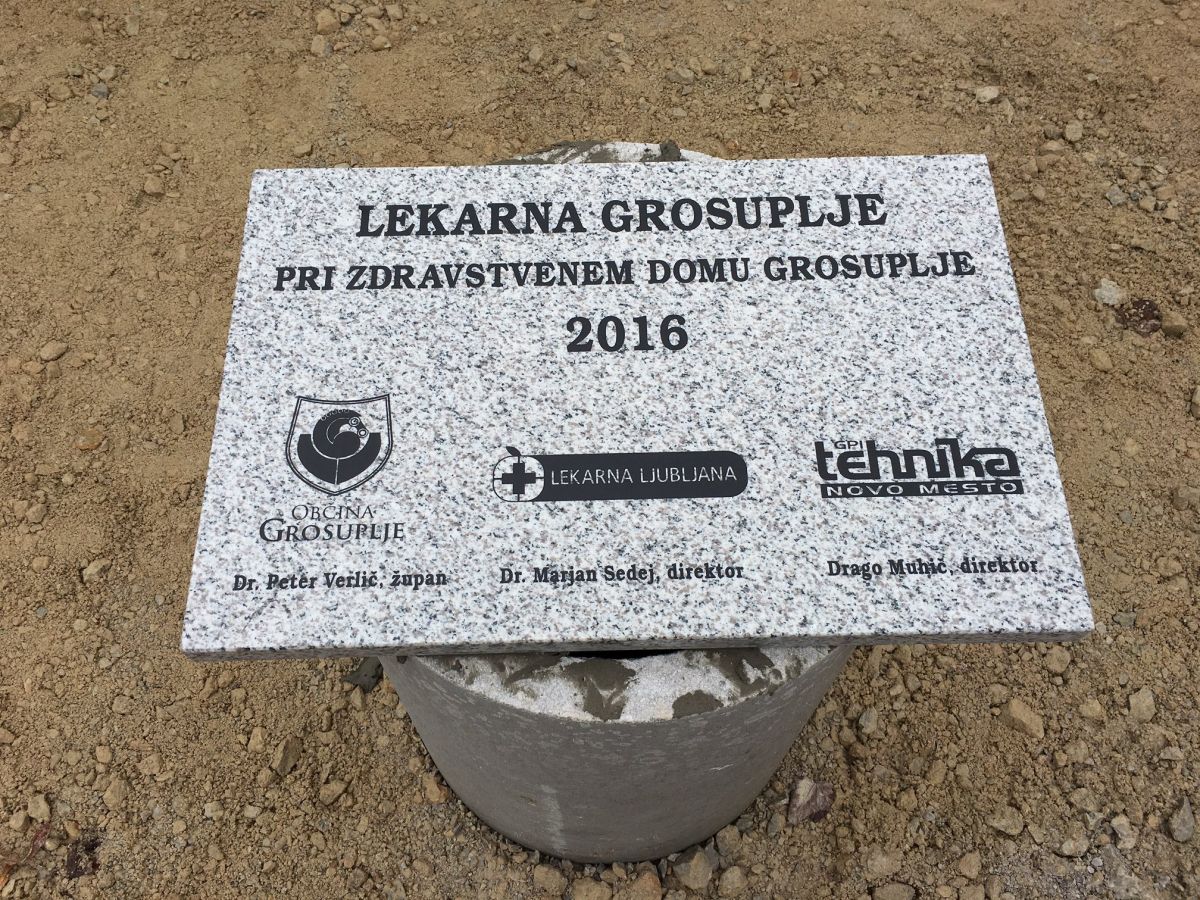 LEKARNA GROSUPLJE
PRI ZDRAVSTVENEM DOMU GROSUPLJE
2016
OBČINA
GROSUPLJE
Dr. Peter Verlič, župan
LEKARNA LJUBLJANA
Dr. Marjan Sedej, direktor
GPI
tehnika
NOVO MESTO
Drago Muhič, direktor